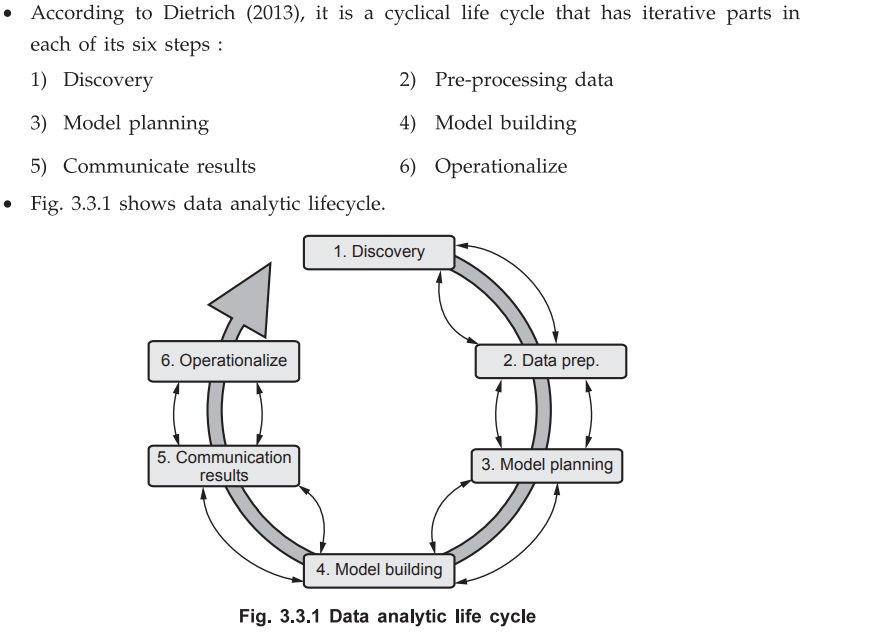 • According to Dietrich (2013), it is a cyclical life cycle that has iterative parts in
each of its six steps :
1) Discovery 2) Pre-processing data
3) Model planning 4) Model building
5) Communicate results 6) Operationalize
• Fig. 3.3.1 shows data analytic lifecycle.
1. Discovery
2. Data prep.
3. Model planning
4. Model building
5. Communication
results
6. Operationalize
Fig. 3.3.1 Data analytic life cycle